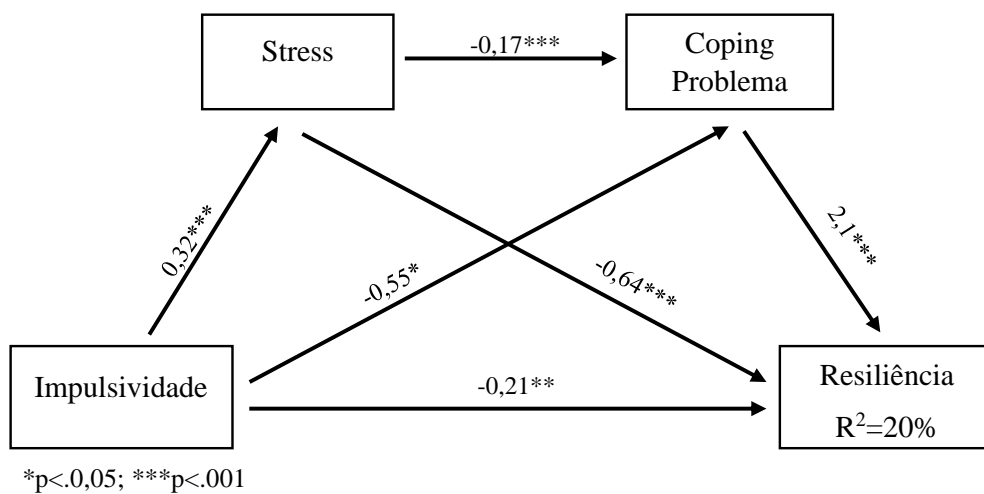 Stress
-0,17***
Coping
Problema
0,32***
-0,55*
-0,64***
2,1***
Impulsividade
-0,21**
Resiliência
R²=20%
*p<.0,05; ***p<.001